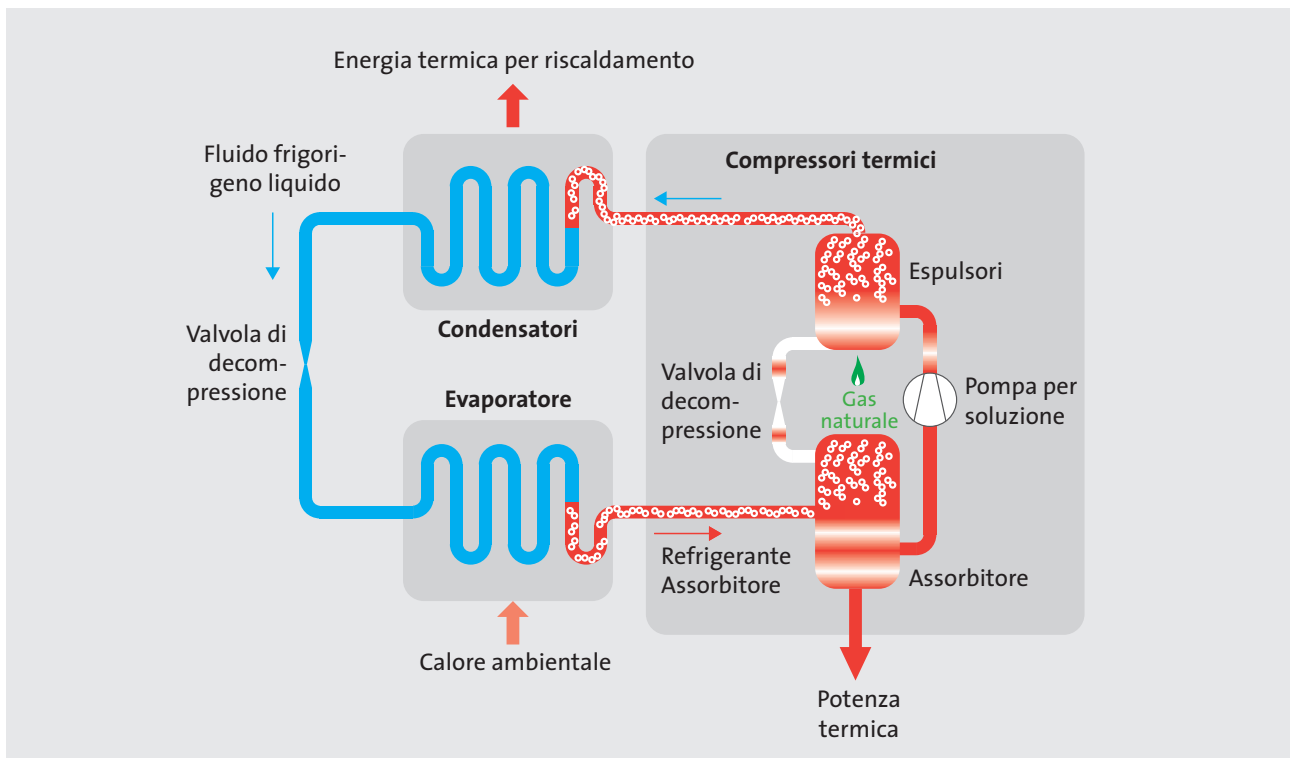 Energia termica per riscaldamento
Fluido frigori-
geno liquido
Compressori termici
Espulsori
Condensatori
Valvola di
decom-
pressione
Valvola di
decom-
pressione
Gas
naturale
Pompa per
soluzione
Evaporatore
Refrigerante
Assorbitore
Assorbitore
Calore ambientale
Potenza
termica